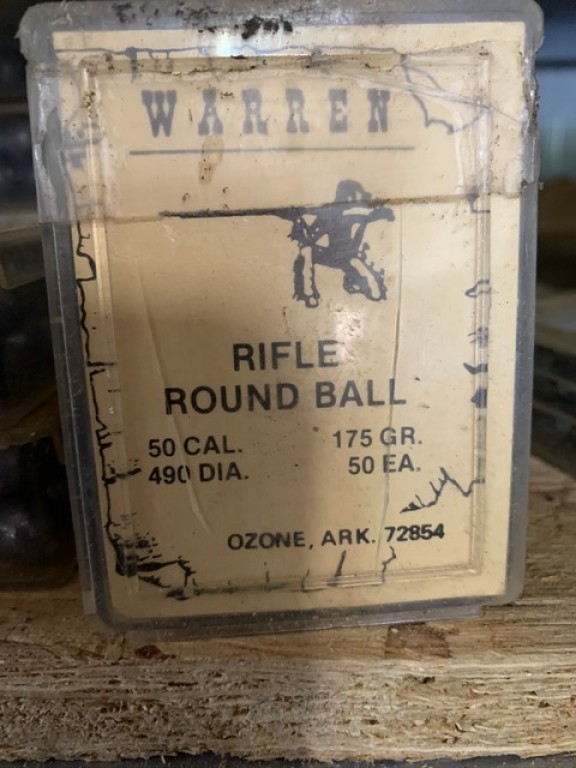 WARREN
RIFLE
ROUND BALL
50 CAL. 175 GR.
490 DIA. 50 EA.
OZONE, ARK. 72854